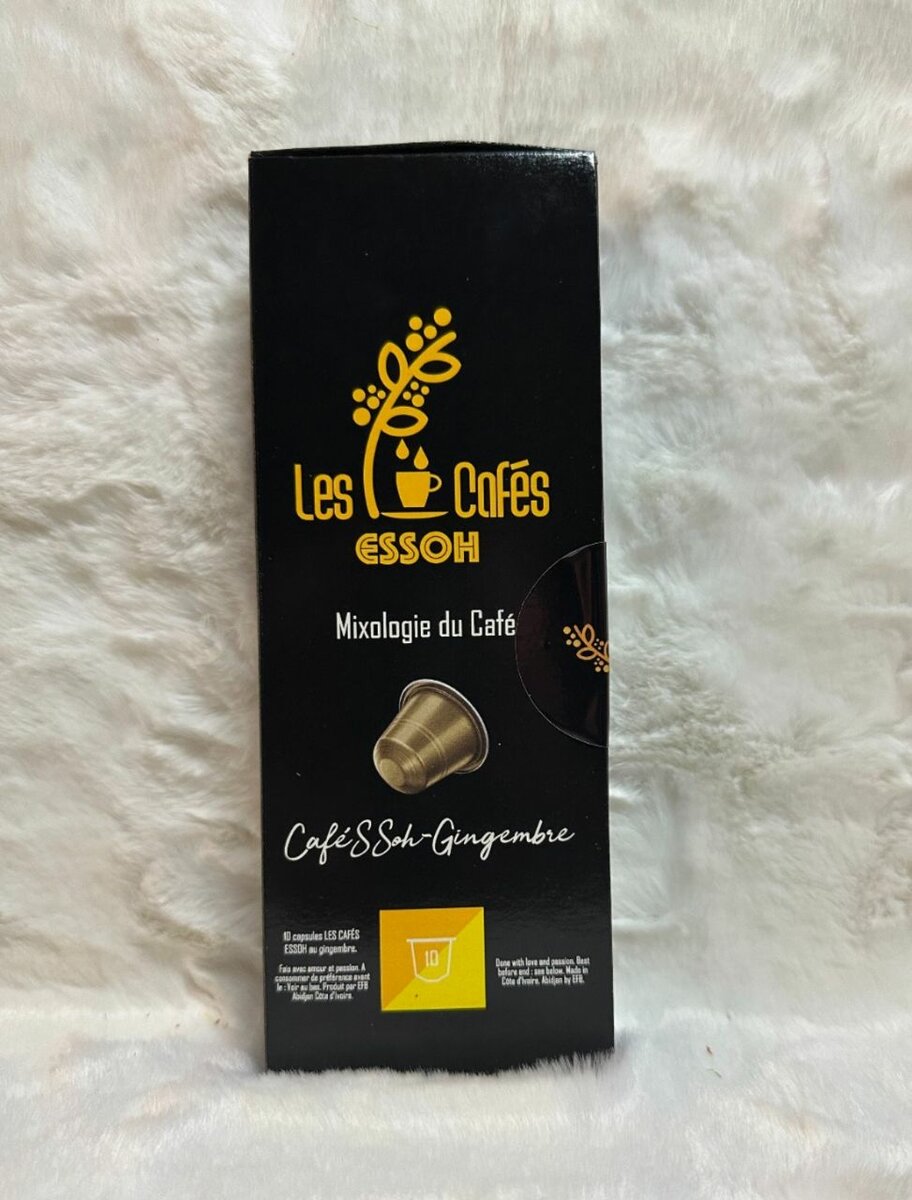 Les Cafés
ESSOH
Mixologie du Café
CaféSSoh-Gingembre
10 capsules LES CAFÉS
ESSOH au gingembre.
Fais avec amour et passion. A
consommer de préférence avant
le : Voir au bas. Produit par EFB
Abidjan Côte d'Ivoire.
10
Done with love and passion. Best
before end : see below. Made in
Côte d'Ivoire, Abidjan by EFB.